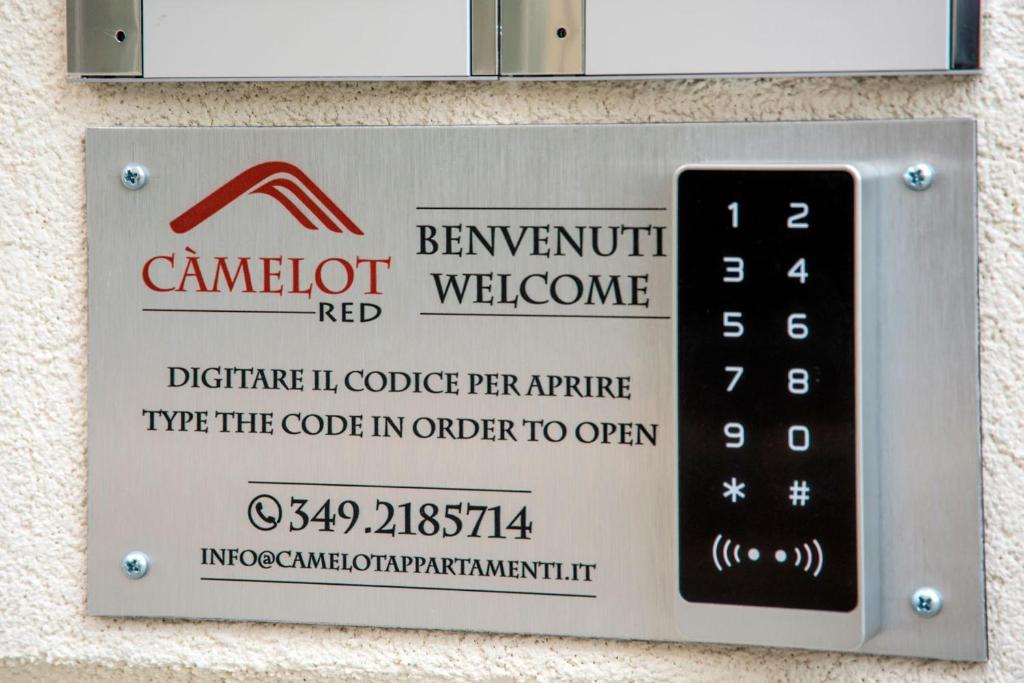 CÀMELOT
RED
BENVENUTI
WELCOME
DIGITARE IL CODICE PER APRIRE
TYPE THE CODE IN ORDER TO OPEN
349.2185714
INFO@CAMELOTAPPARTAMENTI.IT
1 2
3 4
5 6
7 8
9 0
* #